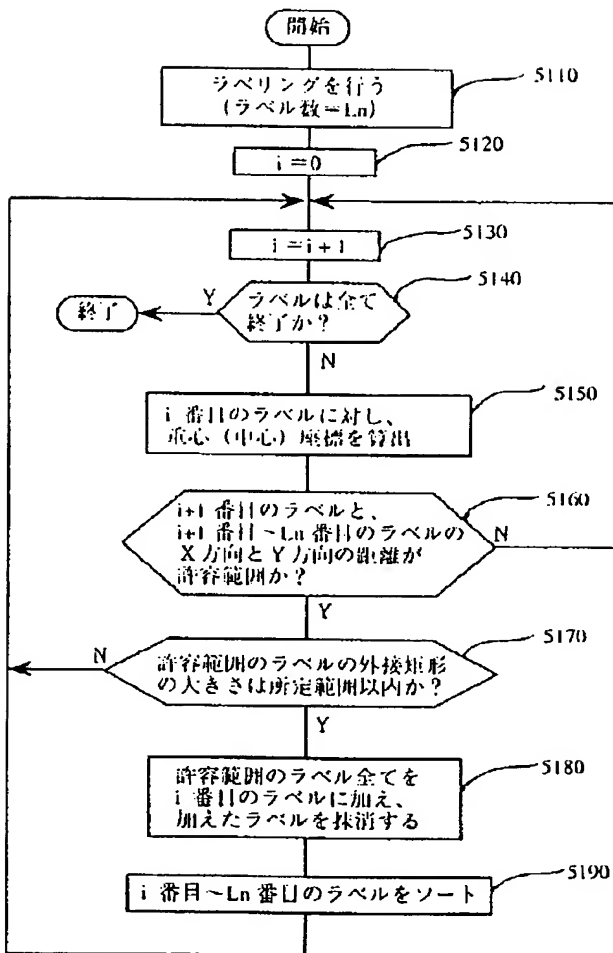 開始
ラベリングを行う
(ラベル数=Ln)
5110
i=0
5120
i=i+1
5130
ラベルは全て
終了か?
5140
Y
終了
N
i 番目のラベルに対し、
重心(中心)座標を算出
5150
i+1 番目のラベルと、
i+1 番目~Ln 番目のラベルの
X方向とY方向の距離が
許容範囲か?
5160
N
Y
許容範囲のラベルの外接矩形
の大きさは所定範囲以内か?
5170
N
Y
許容範囲のラベル全てを
i 番目のラベルに加え、
加えたラベルを抹消する
5180
i 番目~Ln 番目のラベルをソート
5190